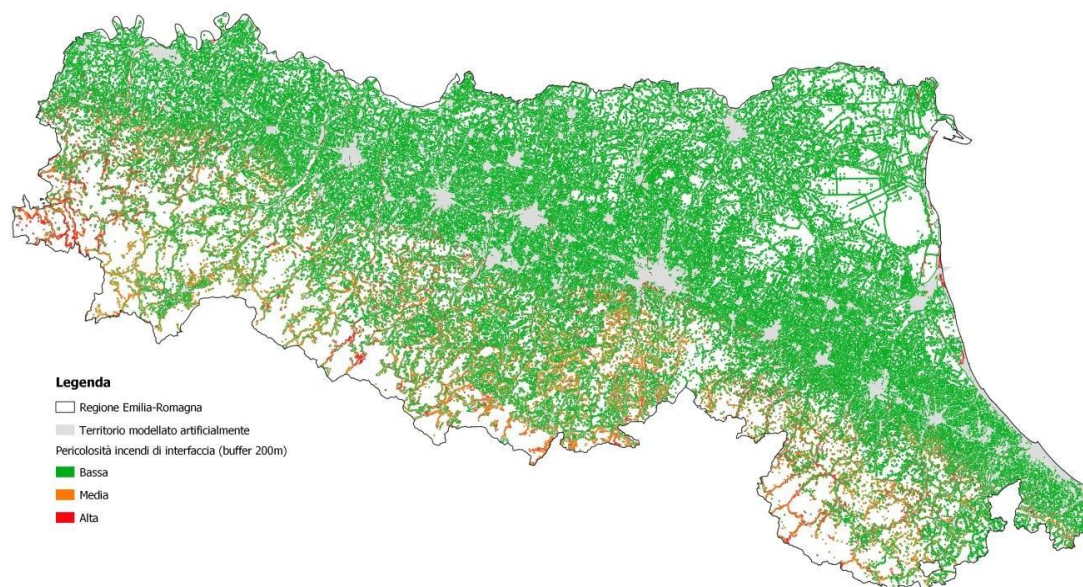 Legenda
Regione Emilia-Romagna
Territorio modellato artificialmente
Pericolosità incendi di interfaccia (buffer 200m)
Bassa
Media
Alta